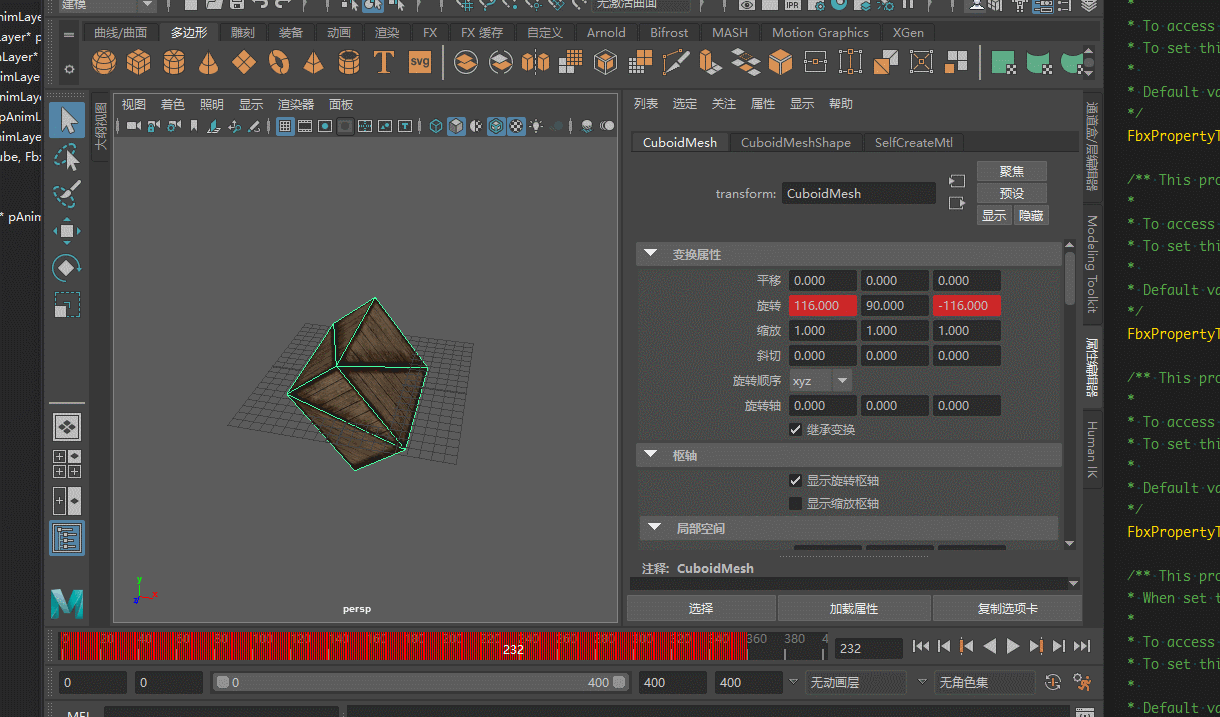 建模
无激活曲面
IPR
曲线/曲面 多边形 雕刻 装备 动画 渲染 FX FX 缓存 自定义 Arnold Bifrost MASH Motion Graphics XGen
T svg
大纲视图
视图 着色 照明 显示 渲染器 面板
列表 选定 关注 属性 显示 帮助
CuboidMesh CuboidMeshShape SelfCreateMtl
transform: CuboidMesh
聚焦
预设
显示 隐藏
变换属性
平移 0.000 0.000 0.000
旋转 116.000 90.000 -116.000
缩放 1.000 1.000 1.000
斜切 0.000 0.000 0.000
旋转顺序 xyz
旋转轴 0.000 0.000 0.000
继承变换
枢轴
显示旋转枢轴
显示缩放枢轴
局部空间
注释: CuboidMesh
选择 加载属性 复制选项卡
通道盒/层编辑器
Modeling Toolkit
属性编辑器
Human IK
y
x
z
persp
0 20 40 60 80 100 120 140 160 180 200 220 232 240 260 280 300 320 340 360 380 4
232
0 0 0 400 400 400 无动画层 无角色集
MEL
nimLaye
ayer* p
nLayer*
nimLaye
nimLaye
pAnimL
nimLaye
ube, Fb
* pAnim
*
* To access
* To set thi
*
* Default va
*/
FbxPropertyT
/** This pro
*
* To access
* To set thi
*
* Default va
*/
FbxPropertyT
/** This pro
*
* To access
* To set thi
*
* Default va
*/
FbxPropertyT
/** This pro
* When set t
*
* To access
* To set thi
*
* Default va